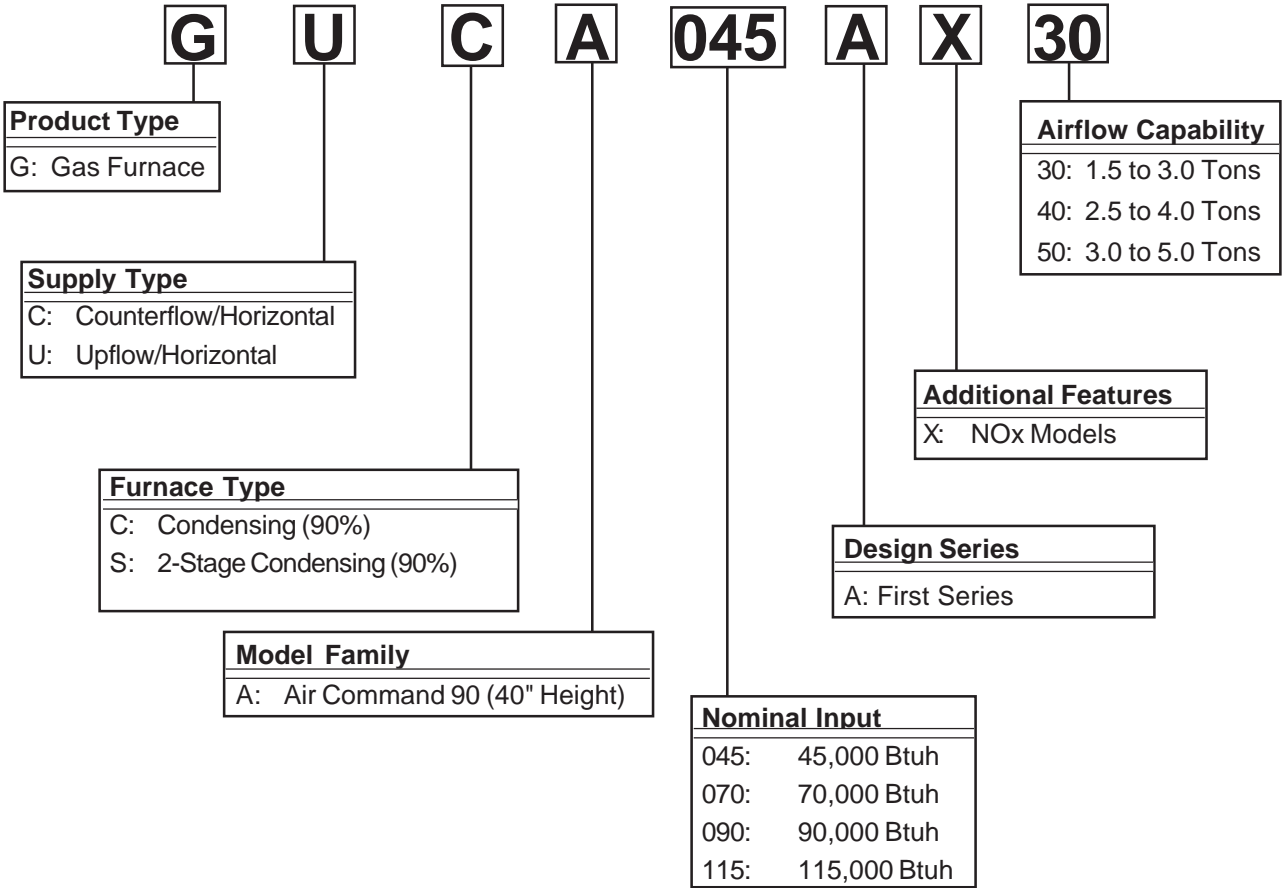 G U C A 045 A X 30
Product Type
G: Gas Furnace
Airflow Capability
30: 1.5 to 3.0 Tons
40: 2.5 to 4.0 Tons
50: 3.0 to 5.0 Tons
Supply Type
C: Counterflow/Horizontal
U: Upflow/Horizontal
Additional Features
X: NOx Models
Furnace Type
C: Condensing (90%)
S: 2-Stage Condensing (90%)
Design Series
A: First Series
Model Family
A: Air Command 90 (40" Height)
Nominal Input
045: 45,000 Btuh
070: 70,000 Btuh
090: 90,000 Btuh
115: 115,000 Btuh